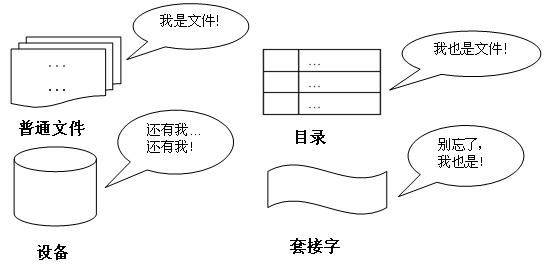 我是文件!
...
...
普通文件
我也是文件!
...
...
...
目录
还有我...
还有我!
设备
别忘了,
我也是!
套接字